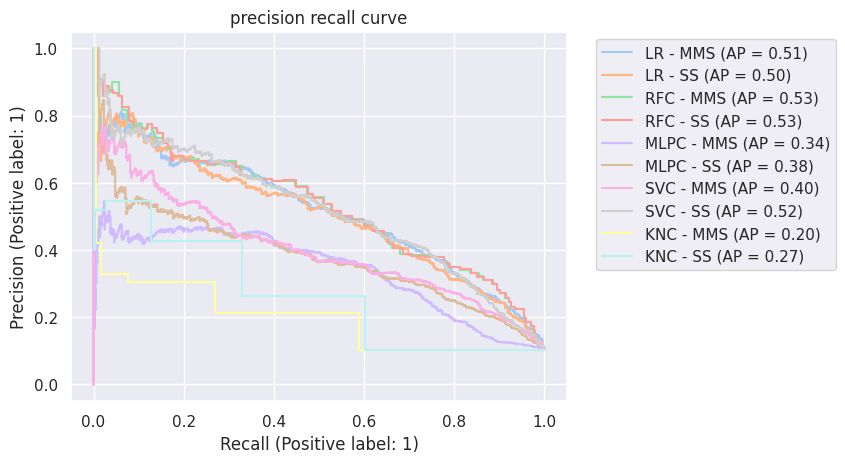 precision recall curve
Precision (Positive label: 1)
1.0
0.8
0.6
0.4
0.2
0.0
0.0 0.2 0.4 0.6 0.8 1.0
Recall (Positive label: 1)
LR - MMS (AP = 0.51)
LR - SS (AP = 0.50)
RFC - MMS (AP = 0.53)
RFC - SS (AP = 0.53)
MLPC - MMS (AP = 0.34)
MLPC - SS (AP = 0.38)
SVC - MMS (AP = 0.40)
SVC - SS (AP = 0.52)
KNC - MMS (AP = 0.20)
KNC - SS (AP = 0.27)